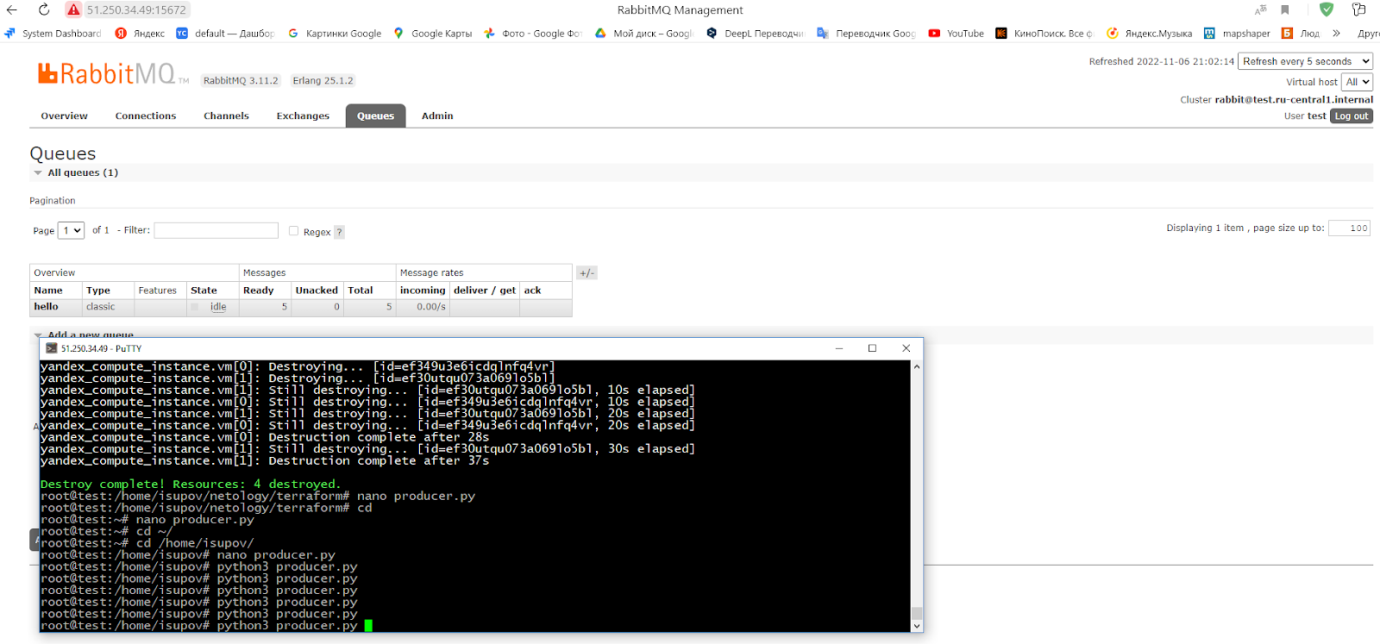 51.250.34.49:15672 RabbitMQ Management
System Dashboard Яндекс default — Дашбор Картинки Google Google Карты Фото - Google Фо Мой диск – Googl DeepL Переводчи Переводчик Goog YouTube КиноПоиск. Все ф Яндекс.Музыка mapshaper Люд » Друг
Refreshed 2022-11-06 21:02:14 Refresh every 5 seconds
RabbitMQ TM RabbitMQ 3.11.2 Erlang 25.1.2
Virtual host All
Cluster rabbit@test.ru-central1.internal
User test Log out
Overview Connections Channels Exchanges Queues Admin
Queues
All queues (1)
Pagination
Page 1 of 1 - Filter: Regex ? Displaying 1 item , page size up to: 100
Overview Messages Message rates +/-
Name Type Features State Ready Unacked Total incoming deliver / get ack
hello classic idle 5 0 5 0.00/s
Add a new queue
51.250.34.49 - PuTTY
yandex_compute_instance.vm[0]: Destroying... [id=ef349u3e6icdqlnfq4vr]
yandex_compute_instance.vm[1]: Destroying... [id=ef30utqu073a069lo5bl]
yandex_compute_instance.vm[1]: Still destroying... [id=ef30utqu073a069lo5bl, 10s elapsed]
yandex_compute_instance.vm[0]: Still destroying... [id=ef349u3e6icdqlnfq4vr, 10s elapsed]
yandex_compute_instance.vm[1]: Still destroying... [id=ef30utqu073a069lo5bl, 20s elapsed]
yandex_compute_instance.vm[0]: Still destroying... [id=ef349u3e6icdqlnfq4vr, 20s elapsed]
yandex_compute_instance.vm[0]: Destruction complete after 28s
yandex_compute_instance.vm[1]: Still destroying... [id=ef30utqu073a069lo5bl, 30s elapsed]
yandex_compute_instance.vm[1]: Destruction complete after 37s
Destroy complete! Resources: 4 destroyed.
root@test:/home/isupov/netology/terraform# nano producer.py
root@test:/home/isupov/netology/terraform# cd
root@test:~# nano producer.py
root@test:~# cd ~/
root@test:~# cd /home/isupov/
root@test:/home/isupov# nano producer.py
root@test:/home/isupov# python3 producer.py
root@test:/home/isupov# python3 producer.py
root@test:/home/isupov# python3 producer.py
root@test:/home/isupov# python3 producer.py
root@test:/home/isupov# python3 producer.py
root@test:/home/isupov# python3 producer.py